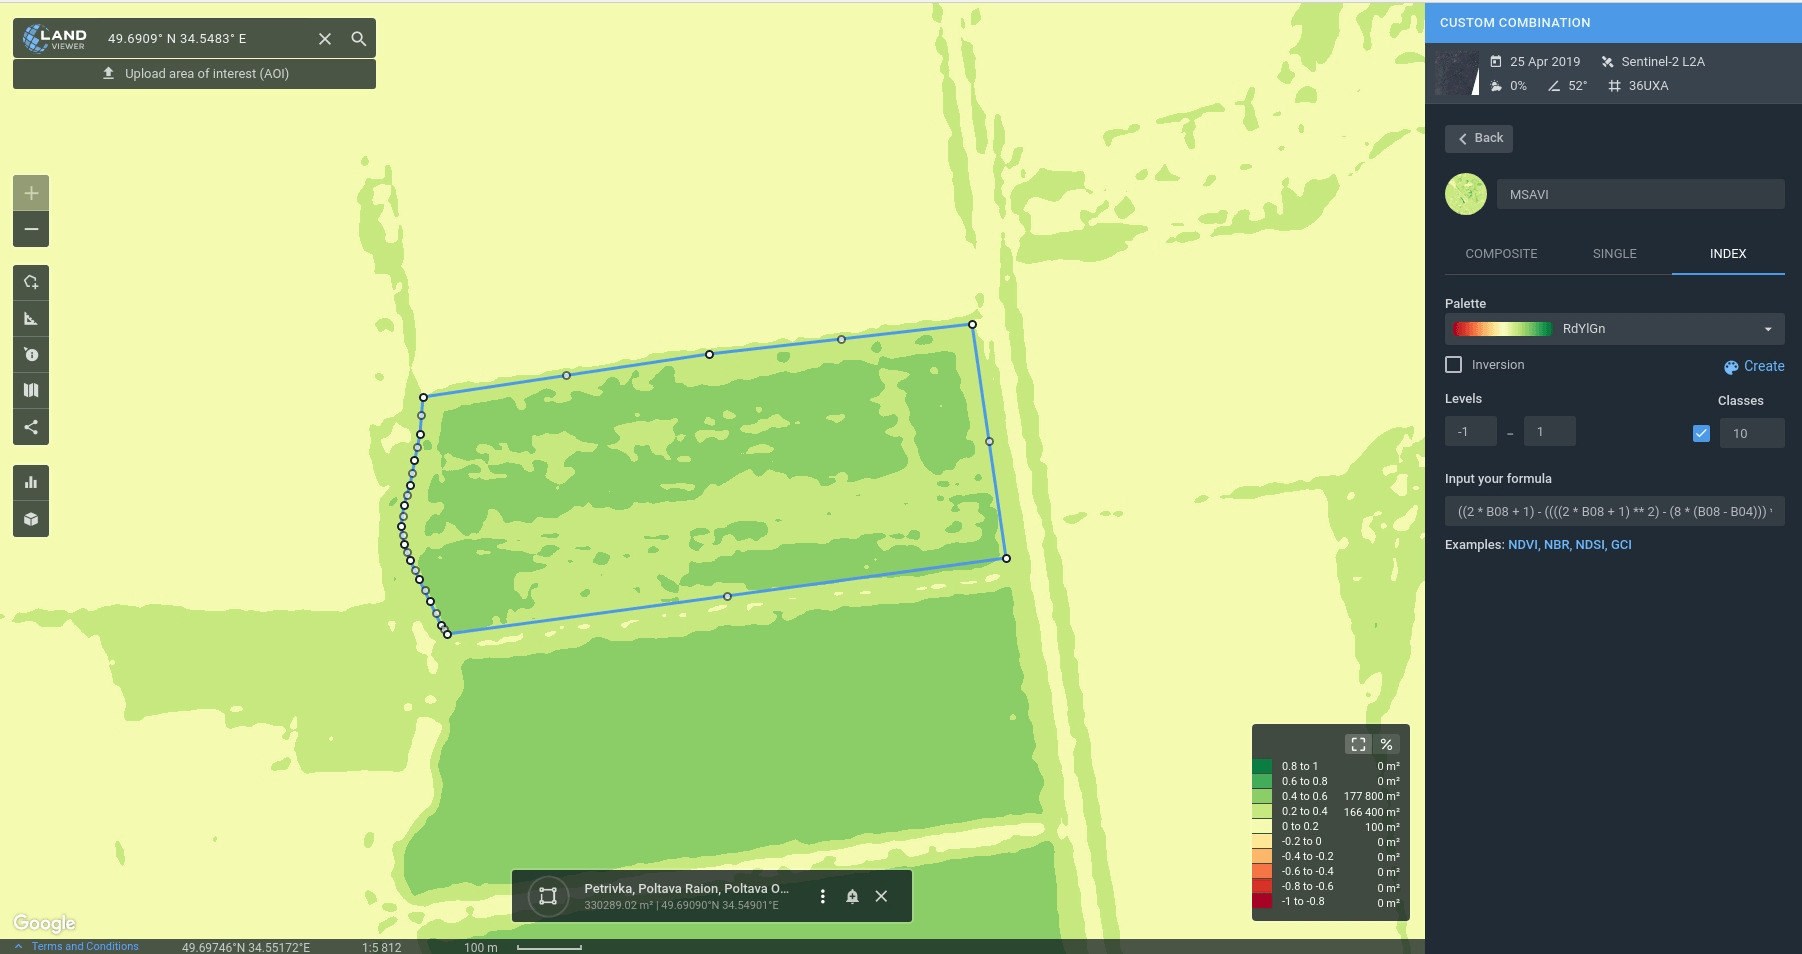 LAND
VIEWER
49.6909° N 34.5483° E
Upload area of interest (AOI)
CUSTOM COMBINATION
25 Apr 2019
Sentinel-2 L2A
0%
52°
36UXA
Back
MSAVI
COMPOSITE
SINGLE
INDEX
Palette
RdYlGn
Inversion
Create
Levels
Classes
-1
–
1
10
Input your formula
((2 * B08 + 1) - ((((2 * B08 + 1) ** 2) - (8 * (B08 - B04)))
Examples: NDVI, NBR, NDSI, GCI
%
0.8 to 1 0 m²
0.6 to 0.8 0 m²
0.4 to 0.6 177 800 m²
0.2 to 0.4 166 400 m²
0 to 0.2 100 m²
-0.2 to 0 0 m²
-0.4 to -0.2 0 m²
-0.6 to -0.4 0 m²
-0.8 to -0.6 0 m²
-1 to -0.8 0 m²
Petrivka, Poltava Raion, Poltava O...
330289.02 m² | 49.69090°N 34.54901°E
Google
Terms and Conditions
49.69746°N 34.55172°E
1:5 812
100 m